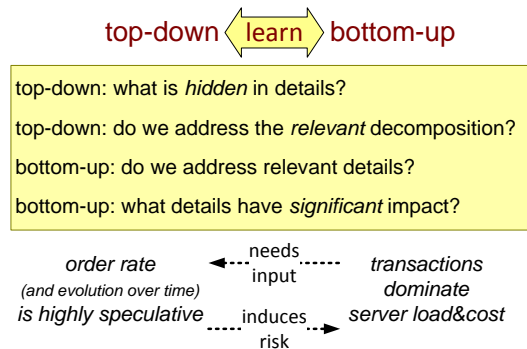 top-down learn bottom-up
top-down: what is hidden in details?
top-down: do we address the relevant decomposition?
bottom-up: do we address relevant details?
bottom-up: what details have significant impact?
order rate
(and evolution over time)
is highly speculative
needs
input
induces
risk
transactions
dominate
server load&cost